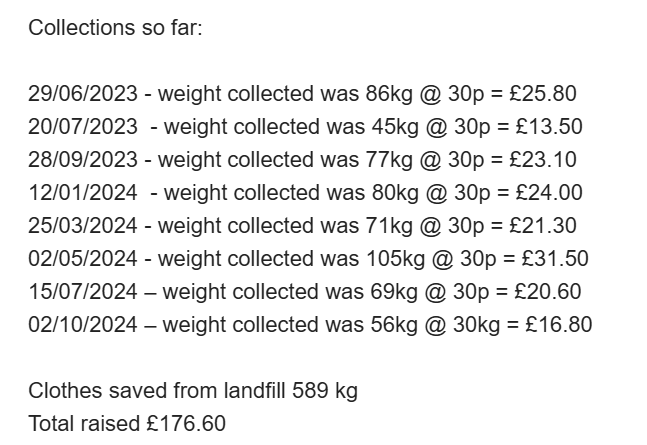 Collections so far:
29/06/2023 - weight collected was 86kg @ 30p = £25.80
20/07/2023  - weight collected was 45kg @ 30p = £13.50
28/09/2023 - weight collected was 77kg @ 30p = £23.10
12/01/2024  - weight collected was 80kg @ 30p = £24.00
25/03/2024 - weight collected was 71kg @ 30p = £21.30
02/05/2024 - weight collected was 105kg @ 30p = £31.50
15/07/2024 – weight collected was 69kg @ 30p = £20.60
02/10/2024 – weight collected was 56kg @ 30kg = £16.80
Clothes saved from landfill 589 kg
Total raised £176.60